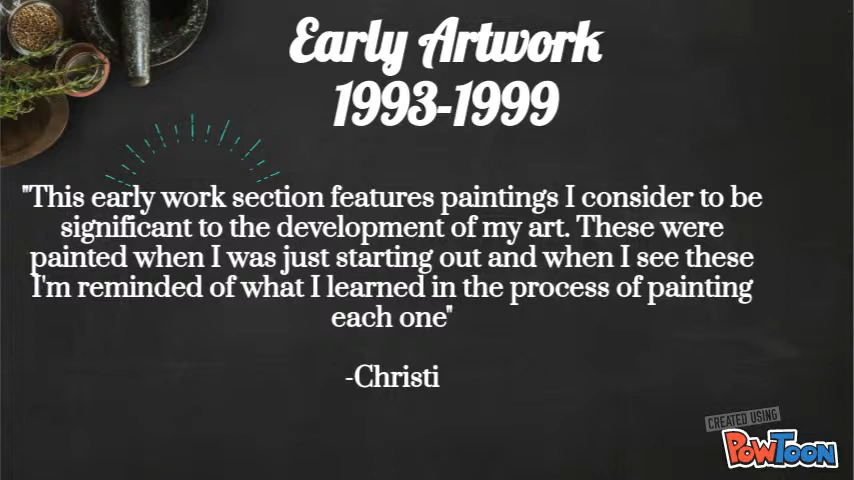 Early Artwork
1993-1999
"This early work section features paintings I consider to be
significant to the development of my art. These were
painted when I was just starting out and when I see these
I'm reminded of what I learned in the process of painting
each one"
-Christi
CREATED USING
POWTOON